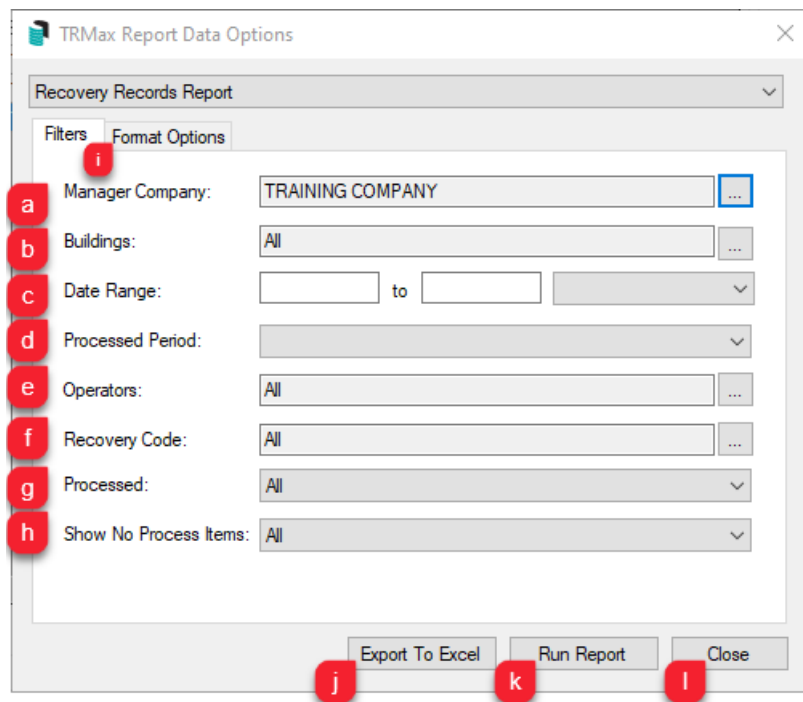 TRMax Report Data Options
Recovery Records Report
Filters Format Options
i
a Manager Company: TRAINING COMPANY ...
b Buildings: All ...
c Date Range: to
d Processed Period:
e Operators: All ...
f Recovery Code: All ...
g Processed: All
h Show No Process Items: All
Export To Excel Run Report Close
j k l